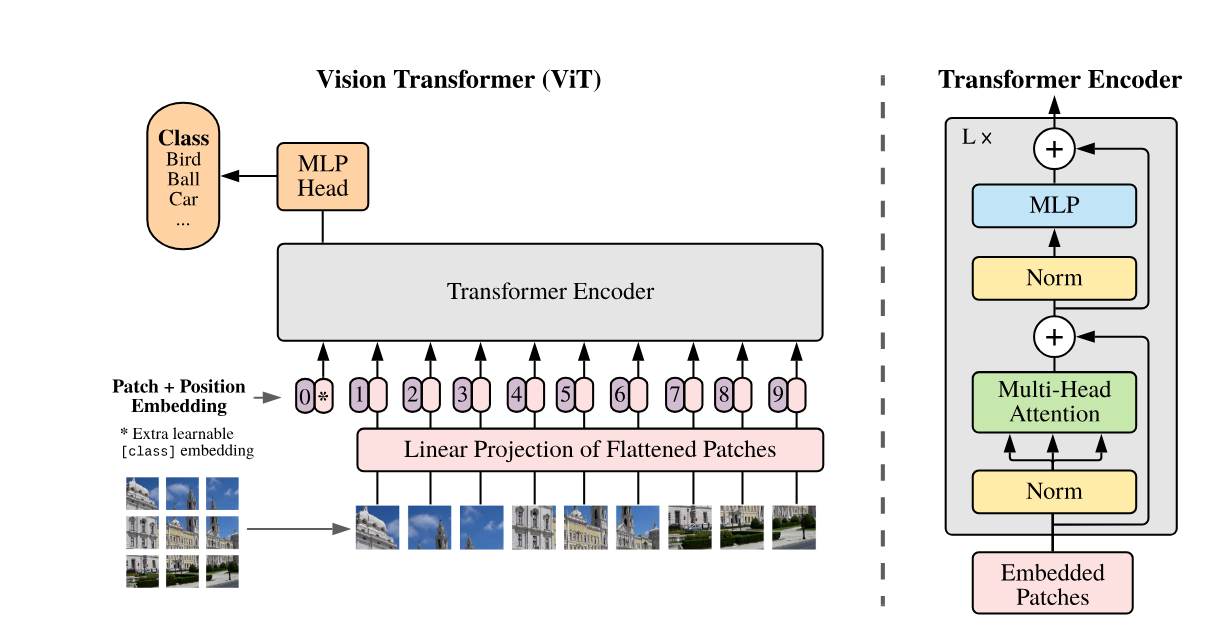 Vision Transformer (ViT)
Class
Bird
Ball
Car
...
MLP
Head
Transformer Encoder
Patch + Position
Embedding
0 * 1 2 3 4 5 6 7 8 9
* Extra learnable
[class] embedding
Linear Projection of Flattened Patches
Transformer Encoder
L ×
+
MLP
Norm
+
Multi-Head
Attention
Norm
Embedded
Patches